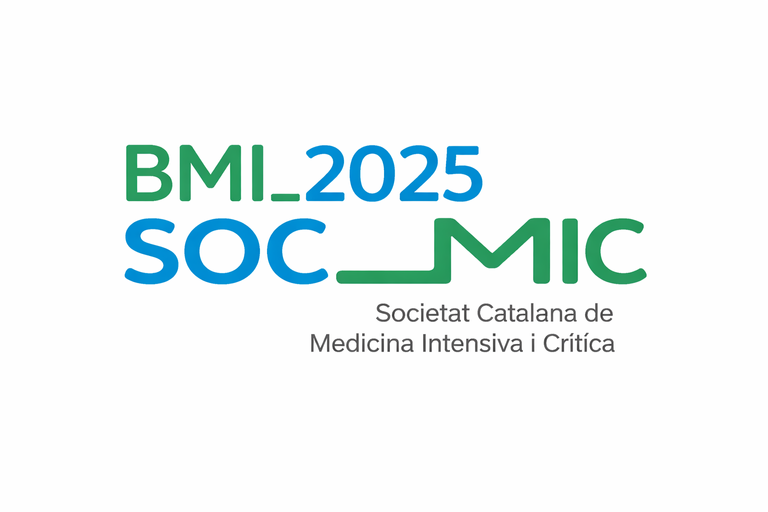 BMI_2025
SOC_MIC
Societat Catalana de
Medicina Intensiva i Crítíca